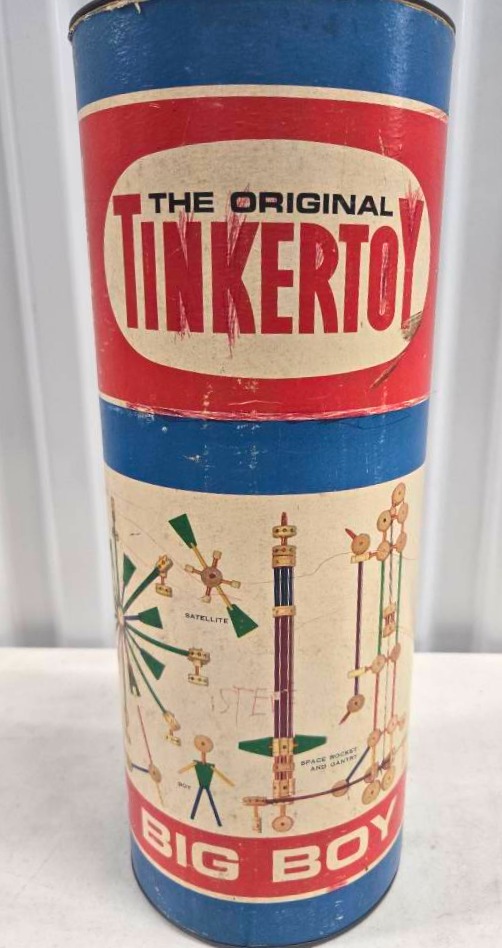 THE ORIGINAL
TINKERTOY
SATELLITE
SPACE ROCKET
AND GANTRY
BOY
BIG BOY